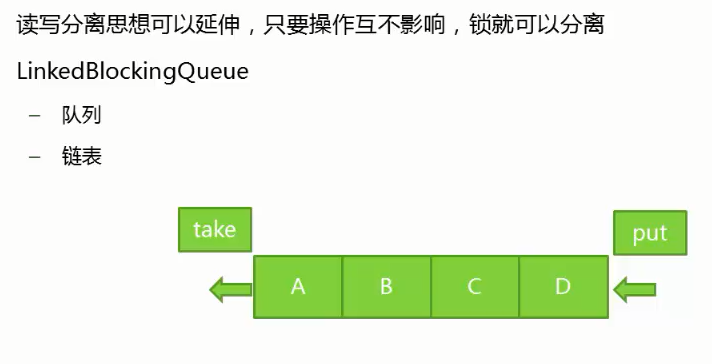 读写分离思想可以延伸，只要操作互不影响，锁就可以分离
LinkedBlockingQueue
– 队列
– 链表
take
put
A B C D